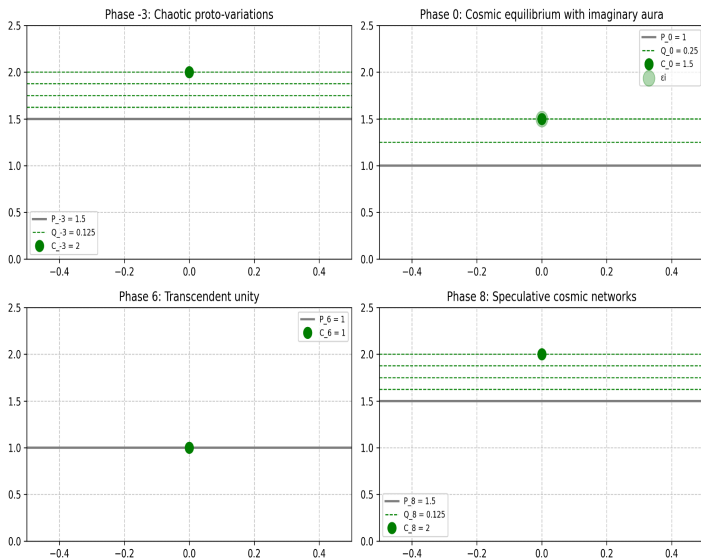 Phase -3: Chaotic proto-variations
2.5
2.0
1.5
1.0
0.5
0.0
P_-3 = 1.5
Q_-3 = 0.125
C_-3 = 2
−0.4 −0.2 0.0 0.2 0.4
Phase 0: Cosmic equilibrium with imaginary aura
2.5
2.0
1.5
1.0
0.5
0.0
P_0 = 1
Q_0 = 0.25
C_0 = 1.5
εi
−0.4 −0.2 0.0 0.2 0.4
Phase 6: Transcendent unity
2.5
2.0
1.5
1.0
0.5
0.0
P_6 = 1
C_6 = 1
−0.4 −0.2 0.0 0.2 0.4
Phase 8: Speculative cosmic networks
2.5
2.0
1.5
1.0
0.5
0.0
P_8 = 1.5
Q_8 = 0.125
C_8 = 2
−0.4 −0.2 0.0 0.2 0.4